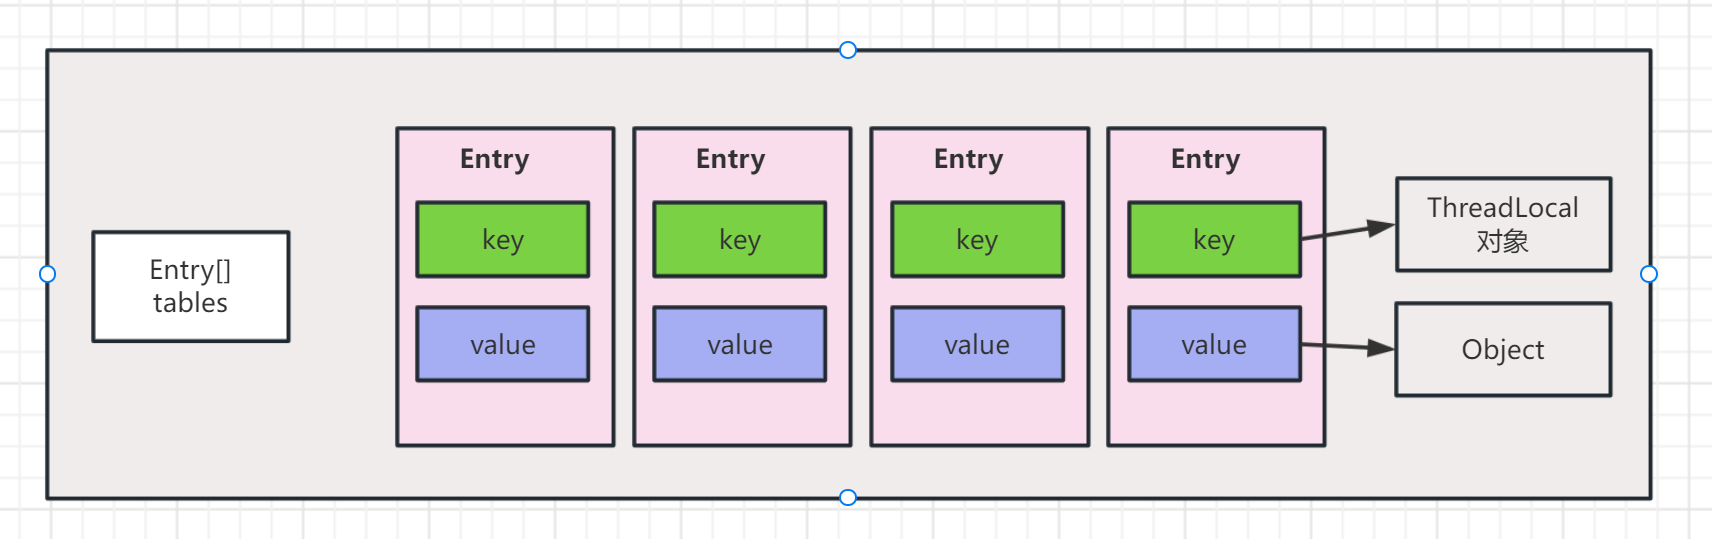 Entry[]
tables
Entry
key
value
Entry
key
value
Entry
key
value
Entry
key
value
ThreadLocal
对象
Object